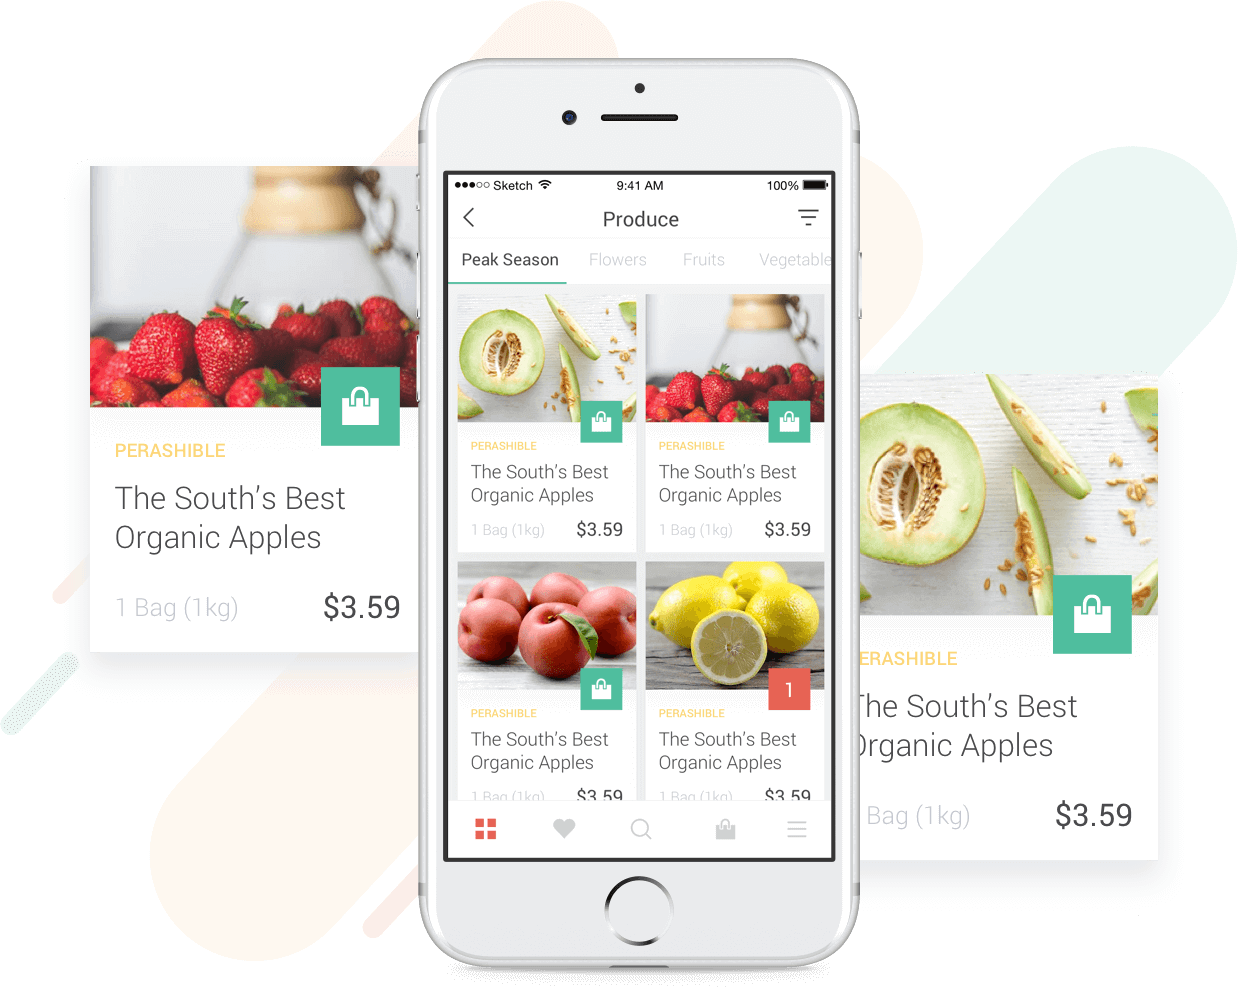 Sketch 9:41 AM 100%
Produce
Peak Season Flowers Fruits Vegetable
PERASHIBLE
The South's Best
Organic Apples
1 Bag (1kg) $3.59
PERASHIBLE
The South's Best
Organic Apples
1 Bag (1kg) $3.59
PERASHIBLE
The South's Best
Organic Apples
1 Bag (1kg) $3.59
1
PERASHIBLE
The South's Best
Organic Apples
1 Bag (1kg) $3.59
PERASHIBLE
The South's Best
Organic Apples
1 Bag (1kg) $3.59
ERASHIBLE
The South's Best
Organic Apples
Bag (1kg) $3.59